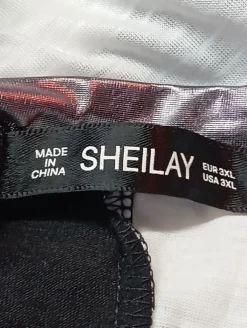 MADE
IN
CHINA
SHEILAY
EUR 3XL
USA 3XL